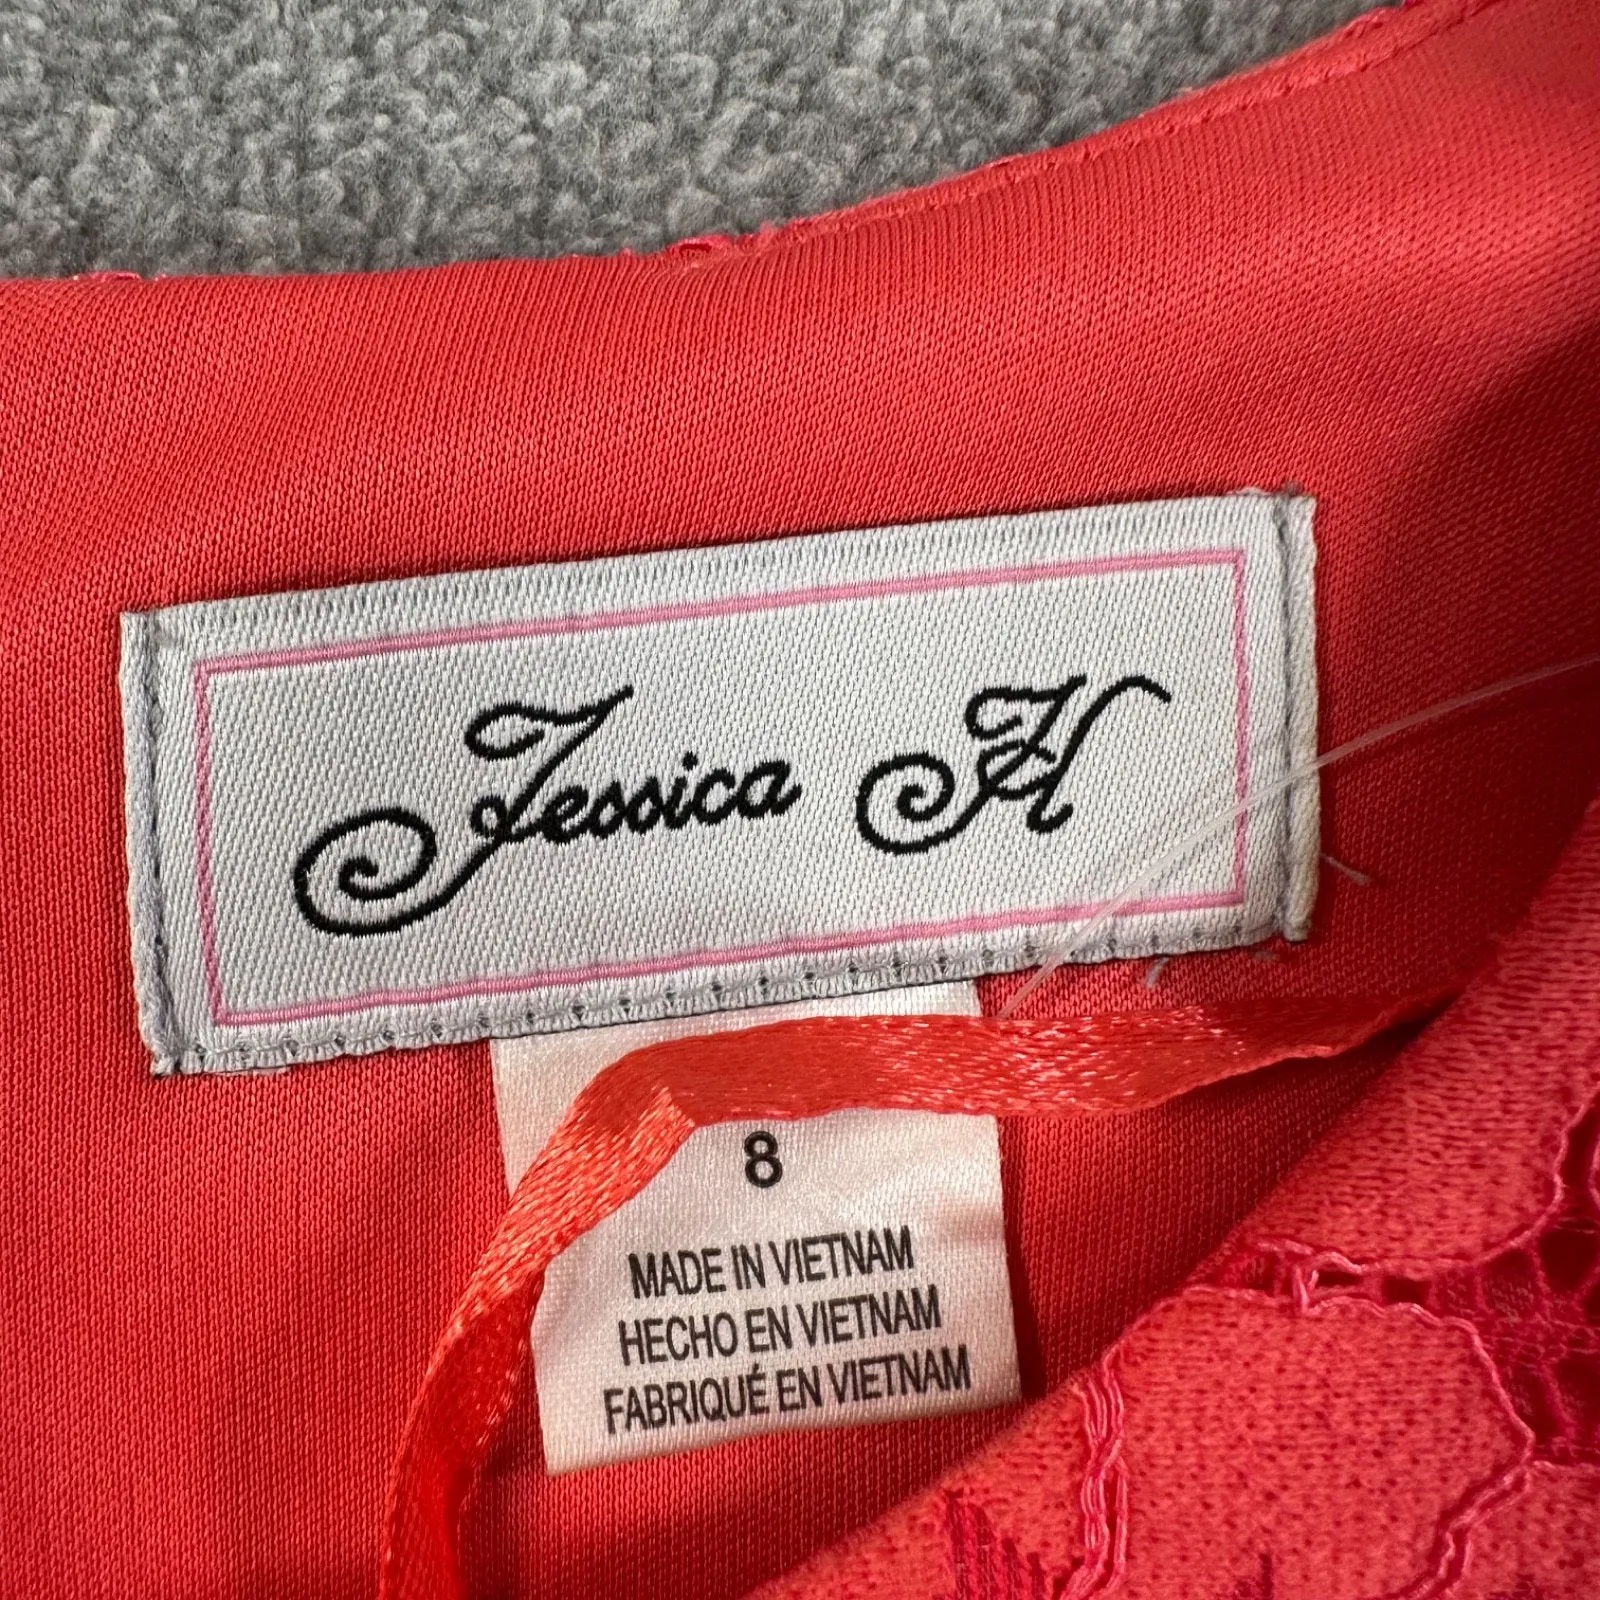 Jessica H
8
MADE IN VIETNAM
HECHO EN VIETNAM
FABRIQUÉ EN VIETNAM